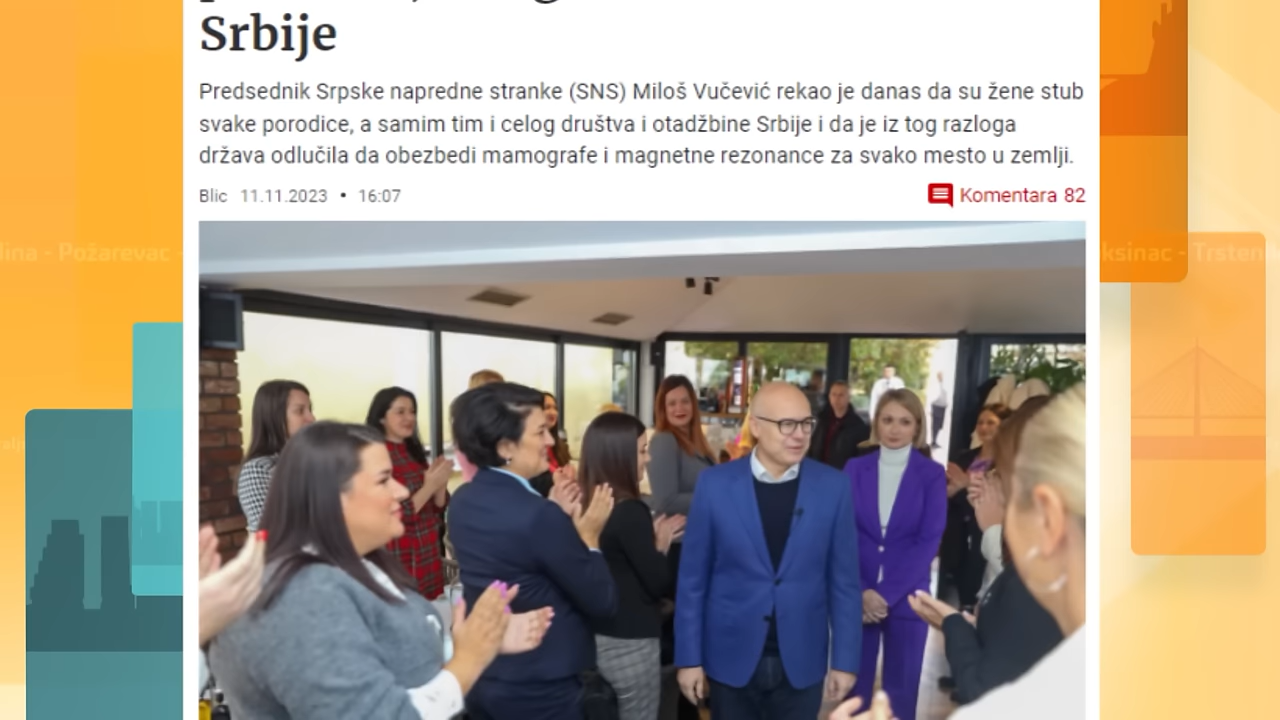 Srbije
Predsednik Srpske napredne stranke (SNS) Miloš Vučević rekao je danas da su žene stub
svake porodice, a samim tim i celog društva i otadžbine Srbije i da je iz tog razloga
država odlučila da obezbedi mamografe i magnetne rezonance za svako mesto u zemlji.
Blic 11.11.2023 • 16:07
Komentara 82
- Požarevac -
- Trsten